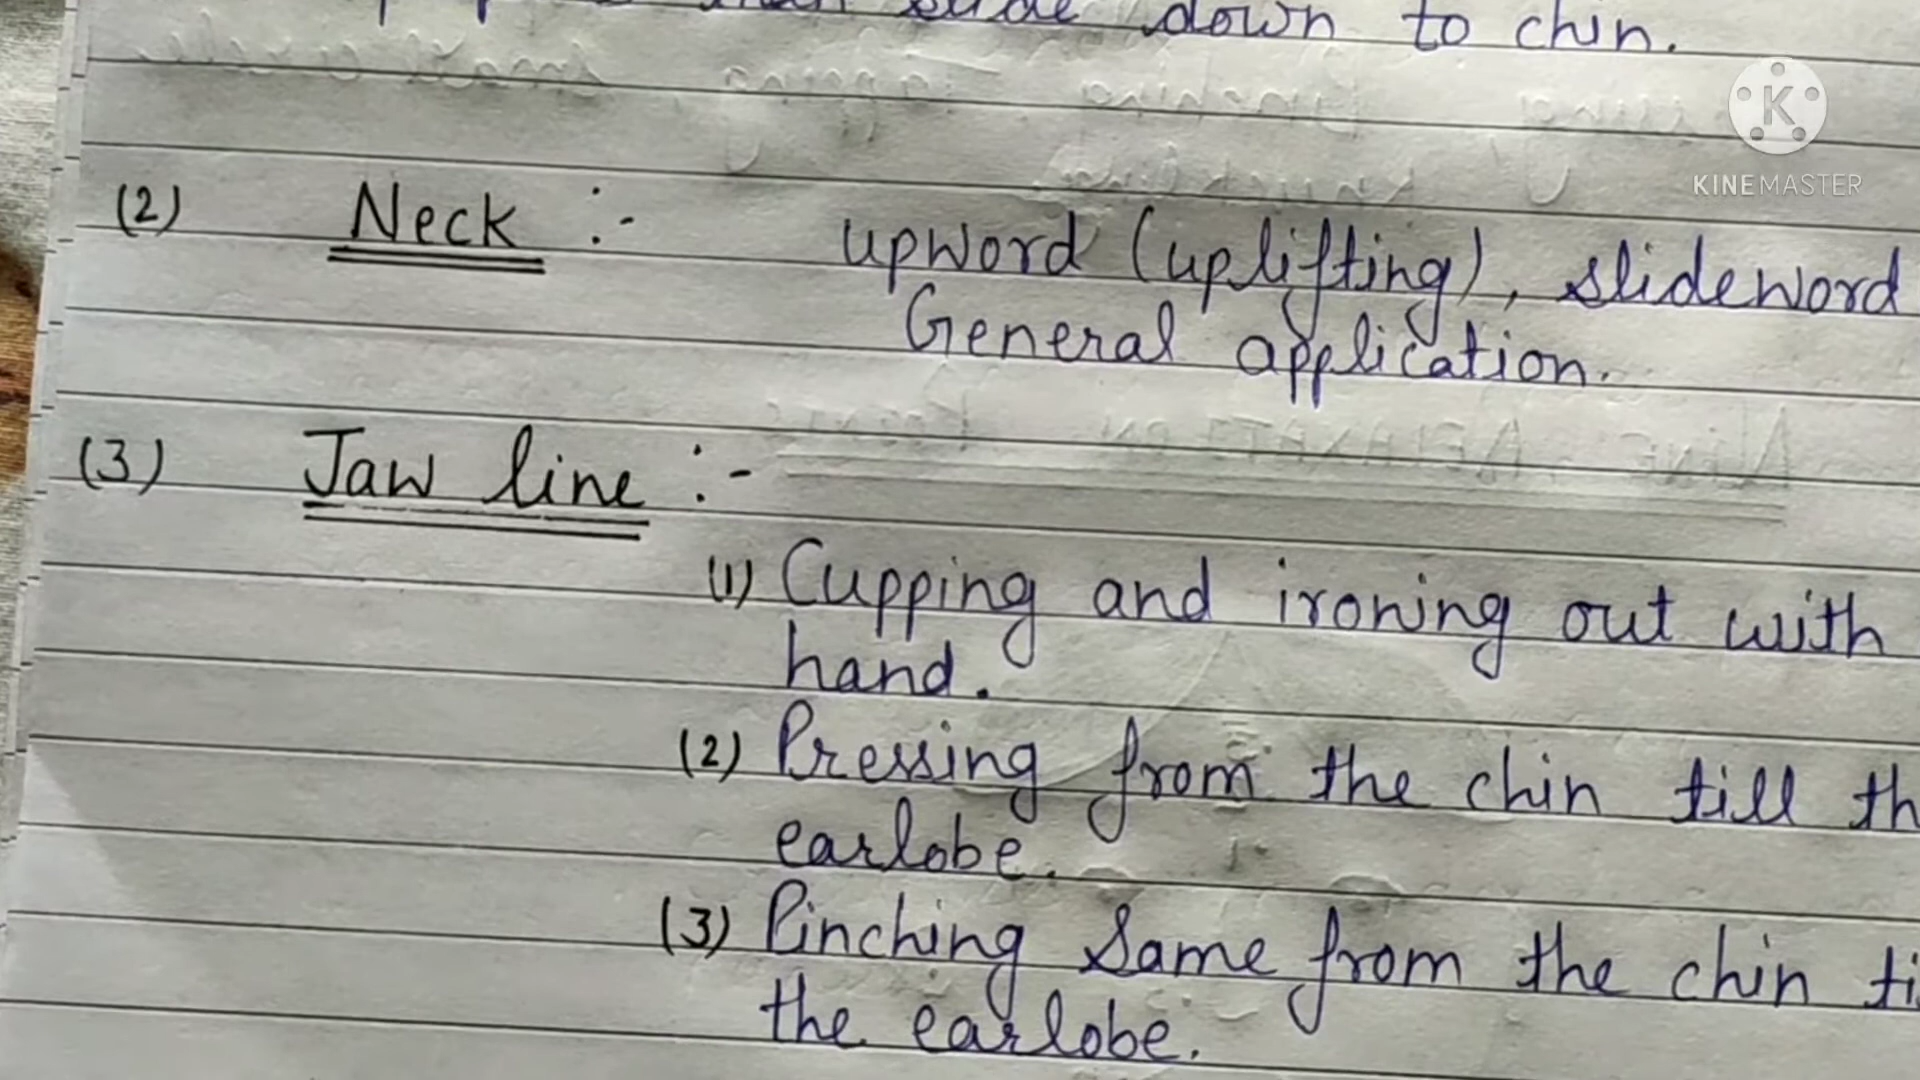 slide down to chin.
KINEMASTER
(2) Neck :- upword (uplifting), slideword
General application.
(3) Jaw line :-
(1) Cupping and ironing out with
hand.
(2) Pressing from the chin till th
earlobe.
(3) Pinching same from the chin ti
the earlobe.